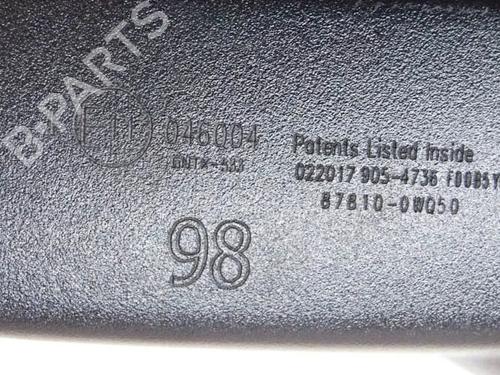 B-PARTS
046004
Patents Listed Inside
022017 905-4736
87810-0W050
98